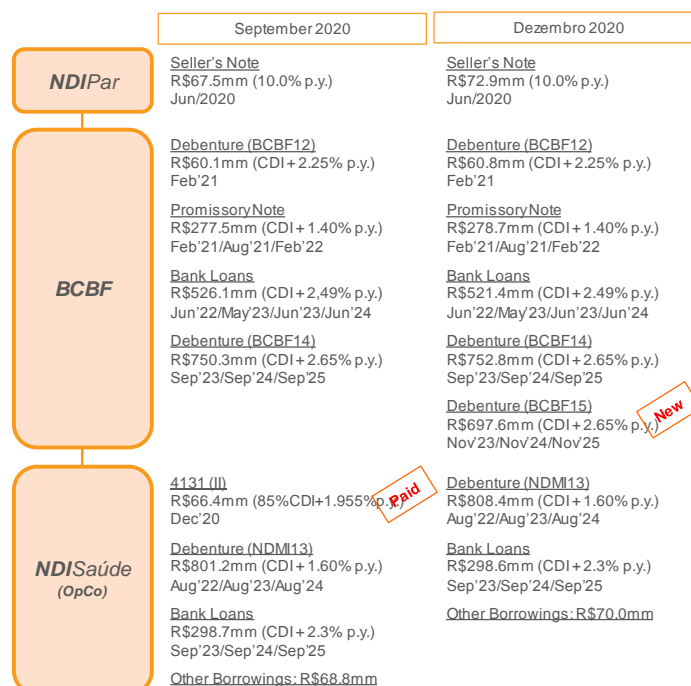 September 2020
Dezembro 2020
NDIPar
Seller's Note
R$67.5mm (10.0% p.y.)
Jun/2020
Seller's Note
R$72.9mm (10.0% p.y.)
Jun/2020
BCBF
Debenture (BCBF12)
R$60.1mm (CDI + 2.25% p.y.)
Feb'21
Promissory Note
R$277.5mm (CDI + 1.40% p.y.)
Feb'21/Aug'21/Feb'22
Bank Loans
R$526.1mm (CDI + 2,49% p.y.)
Jun'22/May'23/Jun'23/Jun'24
Debenture (BCBF14)
R$750.3mm (CDI + 2.65% p.y.)
Sep'23/Sep'24/Sep'25
Debenture (BCBF12)
R$60.8mm (CDI + 2.25% p.y.)
Feb'21
Promissory Note
R$278.7mm (CDI + 1.40% p.y.)
Feb'21/Aug'21/Feb'22
Bank Loans
R$521.4mm (CDI + 2.49% p.y.)
Jun'22/May'23/Jun'23/Jun'24
Debenture (BCBF14)
R$752.8mm (CDI + 2.65% p.y.)
Sep'23/Sep'24/Sep'25
Debenture (BCBF15)
R$697.6mm (CDI + 2.65% p.y.)
Nov'23/Nov'24/Nov'25
New
NDISaúde
(OpCo)
4131 (II)
R$66.4mm (85%CDI+1.955%p.y.)
Dec'20
Paid
Debenture (NDMI13)
R$801.2mm (CDI + 1.60% p.y.)
Aug'22/Aug'23/Aug'24
Bank Loans
R$298.7mm (CDI + 2.3% p.y.)
Sep'23/Sep'24/Sep'25
Other Borrowings: R$68.8mm
Debenture (NDMI13)
R$808.4mm (CDI + 1.60% p.y.)
Aug'22/Aug'23/Aug'24
Bank Loans
R$298.6mm (CDI + 2.3% p.y.)
Sep'23/Sep'24/Sep'25
Other Borrowings: R$70.0mm